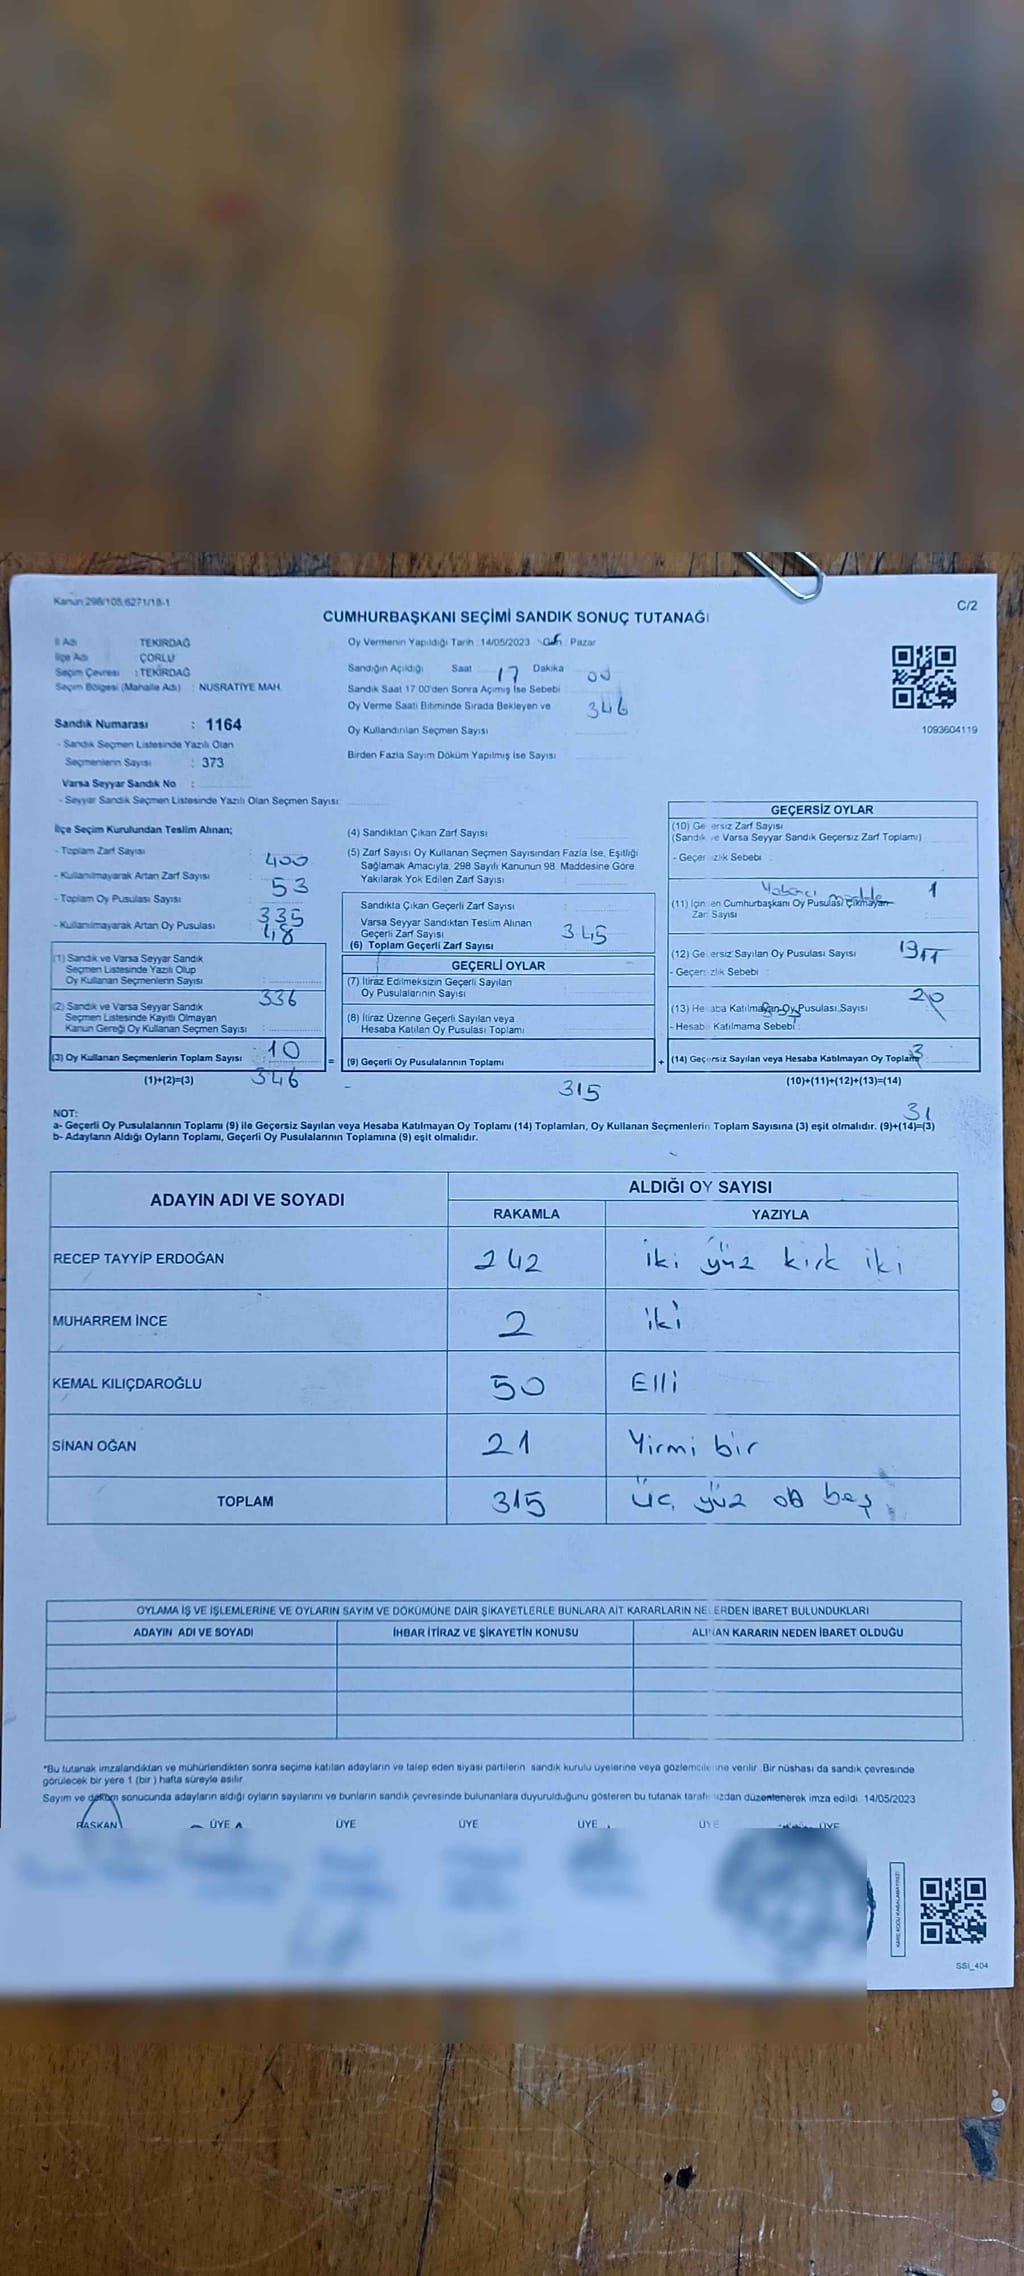 Kanun:298/105,6271/18-1
C/2
CUMHURBAŞKANI SEÇİMİ SANDIK SONUÇ TUTANAĞI
İl Adı : TEKİRDAĞ
İlçe Adı : ÇORLU
Seçim Çevresi : TEKİRDAĞ
Seçim Bölgesi (Mahalle Adı) : NUSRATİYE MAH.
Oy Vermenin Yapıldığı Tarih : 14/05/2023 Pazar
Sandığın Açıldığı Saat 17 Dakika 00
Sandık Saat 17.00'den Sonra Açımış İse Sebebi
Oy Verme Saati Bitiminde Sırada Bekleyen ve 346
Oy Kullandırılan Seçmen Sayısı
Birden Fazla Sayım Döküm Yapılmış İse Sayısı
1093604119
Sandık Numarası : 1164
- Sandık Seçmen Listesinde Yazılı Olan
Seçmenlerin Sayısı : 373
Varsa Seyyar Sandık No :
- Seyyar Sandık Seçmen Listesinde Yazılı Olan Seçmen Sayısı:
İlçe Seçim Kurulundan Teslim Alınan;
- Toplam Zarf Sayısı
400
- Kullanılmayarak Artan Zarf Sayısı
53
- Toplam Oy Pusulası Sayısı
335
- Kullanılmayarak Artan Oy Pusulası
48
(1) Sandık ve Varsa Seyyar Sandık
Seçmen Listesinde Yazılı Olup
Oy Kullanan Seçmenlerin Sayısı
336
(2) Sandık ve Varsa Seyyar Sandık
Seçmen Listesinde Kayıtlı Olmayan
Kanun Gereği Oy Kullanan Seçmen Sayısı :
10
(3) Oy Kullanan Seçmenlerin Toplam Sayısı
(1)+(2)=(3)
346
(4) Sandıktan Çıkan Zarf Sayısı
(5) Zarf Sayısı Oy Kullanan Seçmen Sayısından Fazla İse, Eşitliği
Sağlamak Amacıyla, 298 Sayılı Kanunun 98. Maddesine Göre
Yakılarak Yok Edilen Zarf Sayısı
Sandıkta Çıkan Geçerli Zarf Sayısı
Varsa Seyyar Sandıktan Teslim Alınan
Geçerli Zarf Sayısı
345
(6) Toplam Geçerli Zarf Sayısı
GEÇERLİ OYLAR
(7) İtiraz Edilmeksizin Geçerli Sayılan
Oy Pusulalarının Sayısı
(8) İtiraz Üzerine Geçerli Sayılan veya
Hesaba Katılan Oy Pusulası Toplamı
= (9) Geçerli Oy Pusulalarının Toplamı +
315
GEÇERSİZ OYLAR
(10) Geçersiz Zarf Sayısı
(Sandık ve Varsa Seyyar Sandık Geçersiz Zarf Toplamı)
- Geçersizlik Sebebi :
Yabancı madde 1
(11) İçinden Cumhurbaşkanı Oy Pusulası Çıkmayan
Zarf Sayısı
(12) Geçersiz Sayılan Oy Pusulası Sayısı
- Geçersizlik Sebebi
20
(13) Hesaba Katılmayan Oy Pusulası Sayısı
- Hesaba Katılmama Sebebi :
(14) Geçersiz Sayılan veya Hesaba Katılmayan Oy Toplamı
(10)+(11)+(12)+(13)=(14)
31
NOT:
a- Geçerli Oy Pusulalarının Toplamı (9) ile Geçersiz Sayılan veya Hesaba Katılmayan Oy Toplamı (14) Toplamları, Oy Kullanan Seçmenlerin Toplam Sayısına (3) eşit olmalıdır. (9)+(14)=(3)
b- Adayların Aldığı Oyların Toplamı, Geçerli Oy Pusulalarının Toplamına (9) eşit olmalıdır.
ADAYIN ADI VE SOYADI ALDIĞI OY SAYISI
RAKAMLA YAZIYLA
RECEP TAYYİP ERDOĞAN 242 iki yüz kırk iki
MUHARREM İNCE 2 iki
KEMAL KILIÇDAROĞLU 50 Elli
SİNAN OĞAN 21 Yirmi bir
TOPLAM 315 üç yüz on beş
OYLAMA İŞ VE İŞLEMLERİNE VE OYLARIN SAYIM VE DÖKÜMÜNE DAİR ŞİKAYETLERLE BUNLARA AİT KARARLARIN NELERDEN İBARET BULUNDUKLARI
ADAYIN ADI VE SOYADI İHBAR İTİRAZ VE ŞİKAYETİN KONUSU ALINAN KARARIN NEDEN İBARET OLDUĞU
*Bu tutanak imzalandıktan ve mühürlendikten sonra seçime katılan adayların ve talep eden siyasi partilerin sandık kurulu üyelerine veya gözlemcilerine verilir. Bir nüshası da sandık çevresinde
görülecek bir yere 1 (bir ) hafta süreyle asılır.
Sayım ve döküm sonucunda adayların aldığı oyların sayılarını ve bunların sandık çevresinde bulunanlara duyurulduğunu gösteren bu tutanak tarafımızdan düzenlenerek imza edildi. 14/05/2023
BAŞKAN ÜYE ÜYE ÜYE ÜYE ÜYE ÜYE
SSI_404